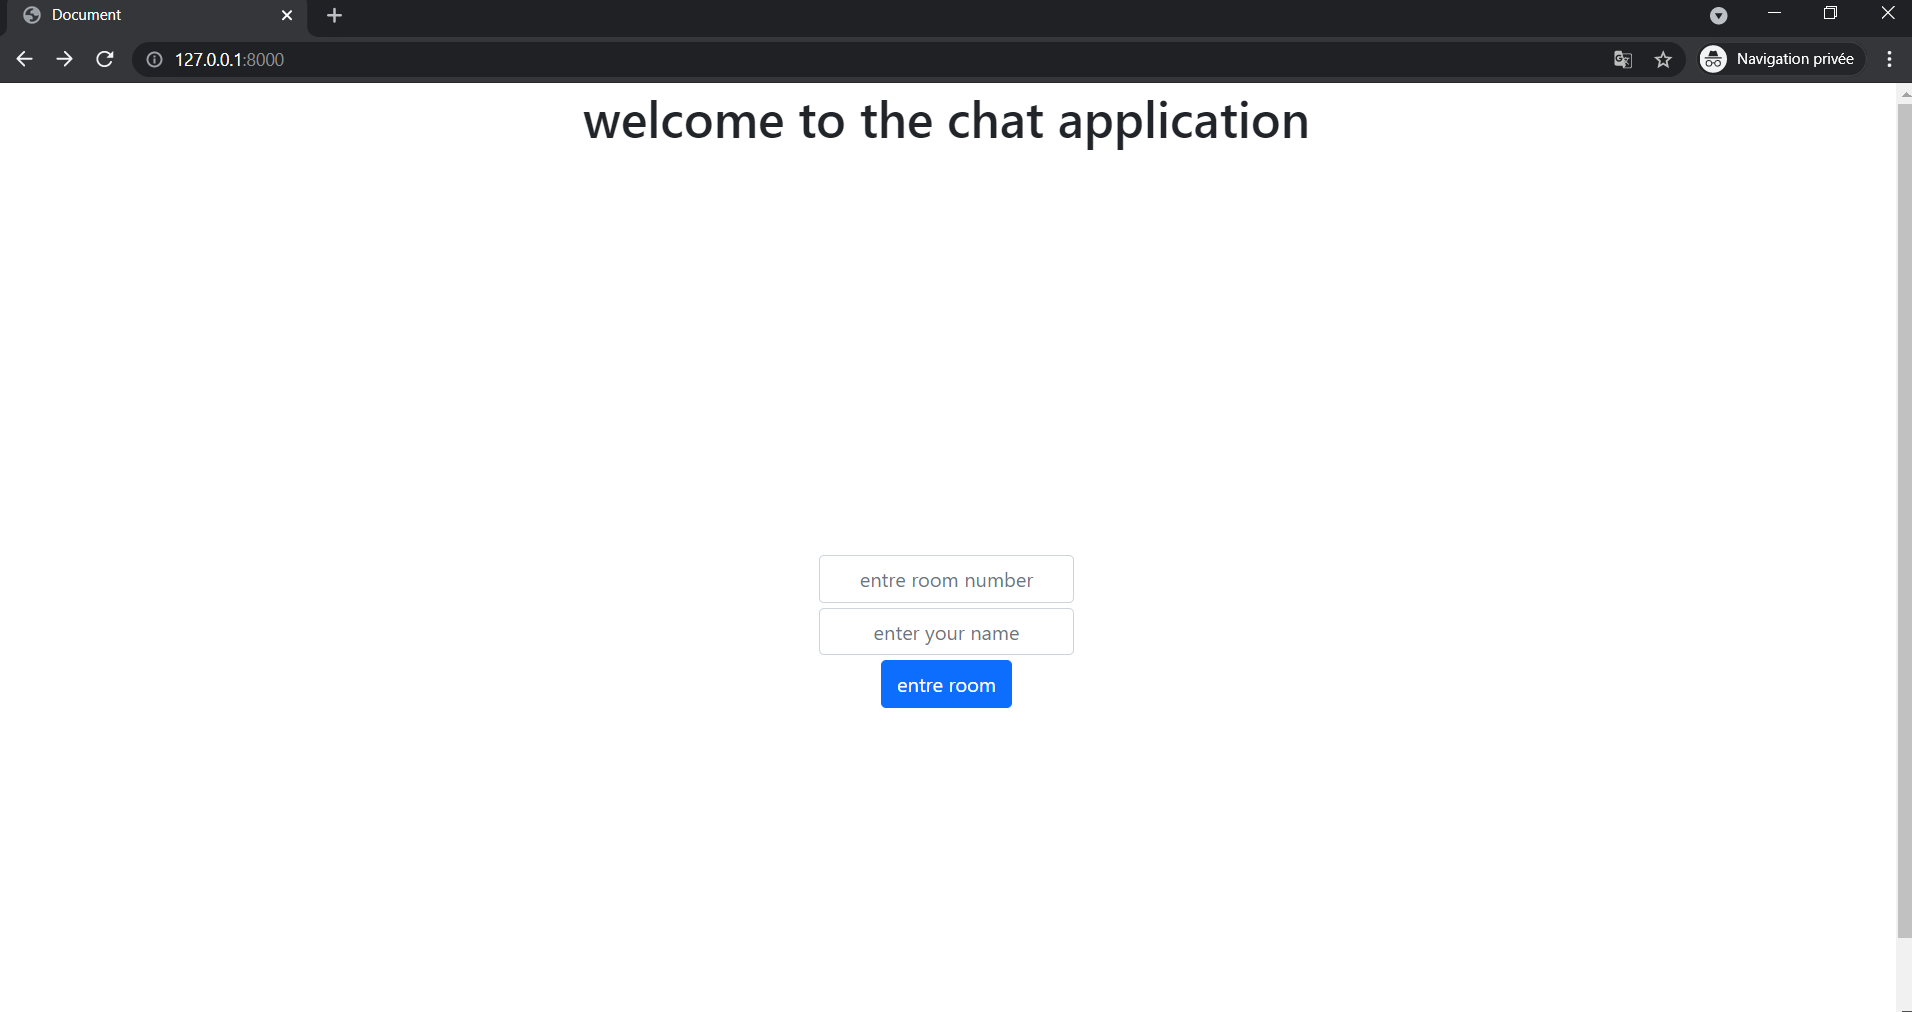 Document
127.0.0.1:8000
Navigation privée
welcome to the chat application
entre room number
enter your name
entre room